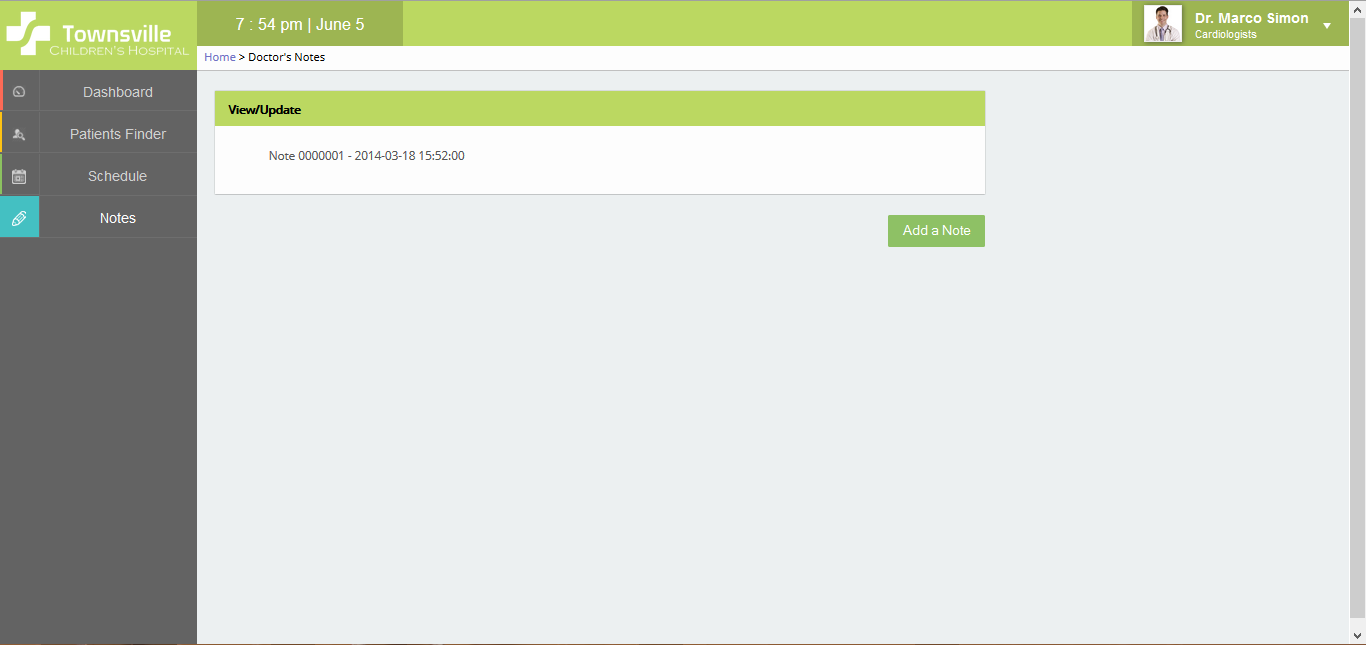 Townsville
CHILDREN'S HOSPITAL
7 : 54 pm | June 5
Dr. Marco Simon
Cardiologists
Home > Doctor's Notes
Dashboard
Patients Finder
Schedule
Notes
View/Update
Note 0000001 - 2014-03-18 15:52:00
Add a Note